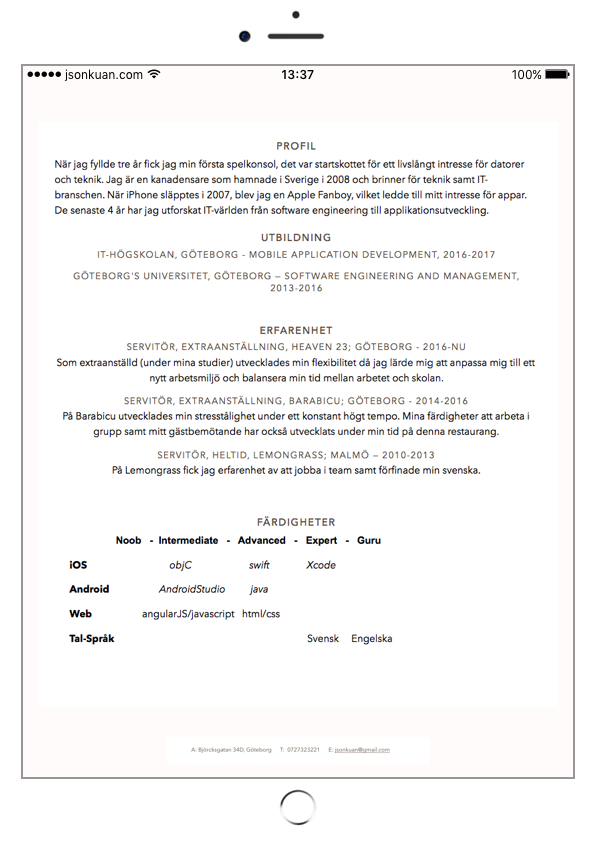 jsonkuan.com 13:37 100%
PROFIL
När jag fyllde tre år fick jag min första spelkonsol, det var startskottet för ett livslångt intresse för datorer
och teknik. Jag är en kanadensare som hamnade i Sverige i 2008 och brinner för teknik samt IT-
branschen. När iPhone släpptes i 2007, blev jag en Apple Fanboy, vilket ledde till mitt intresse för appar.
De senaste 4 år har jag utforskat IT-världen från software engineering till applikationsutveckling.
UTBILDNING
IT-HÖGSKOLAN, GÖTEBORG - MOBILE APPLICATION DEVELOPMENT, 2016-2017
GÖTEBORG'S UNIVERSITET, GÖTEBORG – SOFTWARE ENGINEERING AND MANAGEMENT,
2013-2016
ERFARENHET
SERVITÖR, EXTRAANSTÄLLNING, HEAVEN 23; GÖTEBORG - 2016-NU
Som extraanställd (under mina studier) utvecklades min flexibilitet då jag lärde mig att anpassa mig till ett
nytt arbetsmiljö och balansera min tid mellan arbetet och skolan.
SERVITÖR, EXTRAANSTÄLLNING, BARABICU; GÖTEBORG - 2014-2016
På Barabicu utvecklades min stresstålighet under ett konstant högt tempo. Mina färdigheter att arbeta i
grupp samt mitt gästbemötande har också utvecklats under min tid på denna restaurang.
SERVITÖR, HELTID, LEMONGRASS; MALMÖ – 2010-2013
På Lemongrass fick jag erfarenhet av att jobba i team samt förfinade min svenska.
FÄRDIGHETER
Noob - Intermediate - Advanced - Expert - Guru
iOS objC swift Xcode
Android AndroidStudio java
Web angularJS/javascript html/css
Tal-Språk Svensk Engelska
A: Björcksgatan 34D, Göteborg T: 0727323221 E: jsonkuan@gmail.com